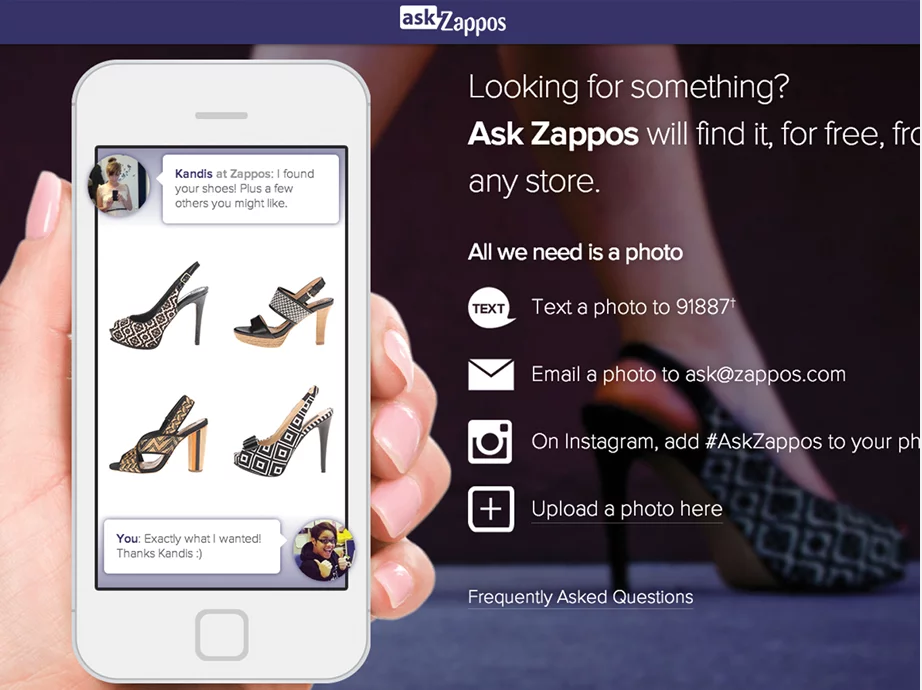 ask Zappos
Looking for something?
Ask Zappos will find it, for free,
any store.
All we need is a photo
TEXT
Text a photo to 91887†
Email a photo to ask@zappos.com
On Instagram, add #AskZappos to your
Upload a photo here
Frequently Asked Questions
Kandis at Zappos: I found
your shoes! Plus a few
others you might like.
You: Exactly what I wanted!
Thanks Kandis :)